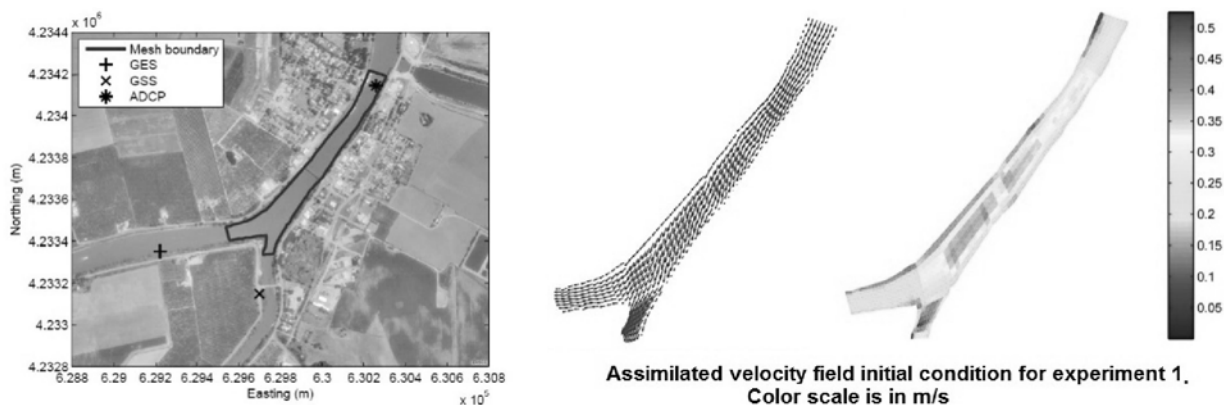 x 10⁶
4.2344
4.2342
4.234
4.2338
4.2336
4.2334
4.2332
4.233
4.2328
Northing (m)
Mesh boundary
GES
GSS
ADCP
6.288 6.29 6.292 6.294 6.296 6.298 6.3 6.302 6.304 6.306 6.308
Easting (m)
x 10⁵
0.5
0.45
0.4
0.35
0.3
0.25
0.2
0.15
0.1
0.05
Assimilated velocity field initial condition for experiment 1.
Color scale is in m/s